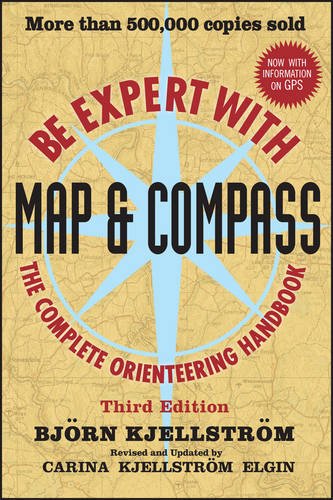 More than 500,000 copies sold
NOW WITH
INFORMATION
ON GPS
BE EXPERT WITH
MAP & COMPASS
THE COMPLETE ORIENTEERING HANDBOOK
Third Edition
BJÖRN KJELLSTRÖM
Revised and Updated by
CARINA KJELLSTRÖM ELGIN